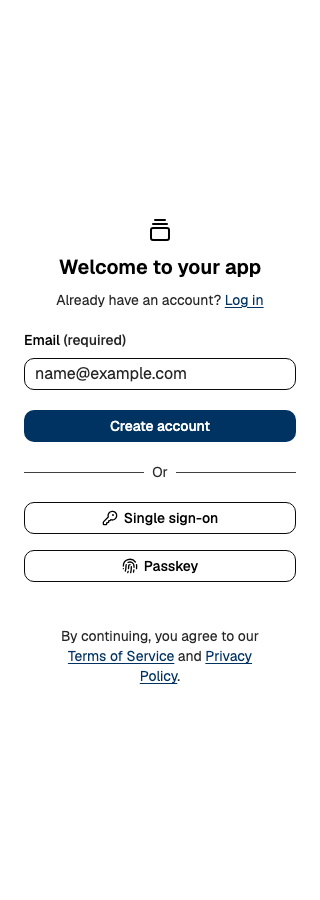 Welcome to your app
Already have an account? Log in
Email (required)
name@example.com
Create account
Or
Single sign-on
Passkey
By continuing, you agree to our
Terms of Service and Privacy
Policy.